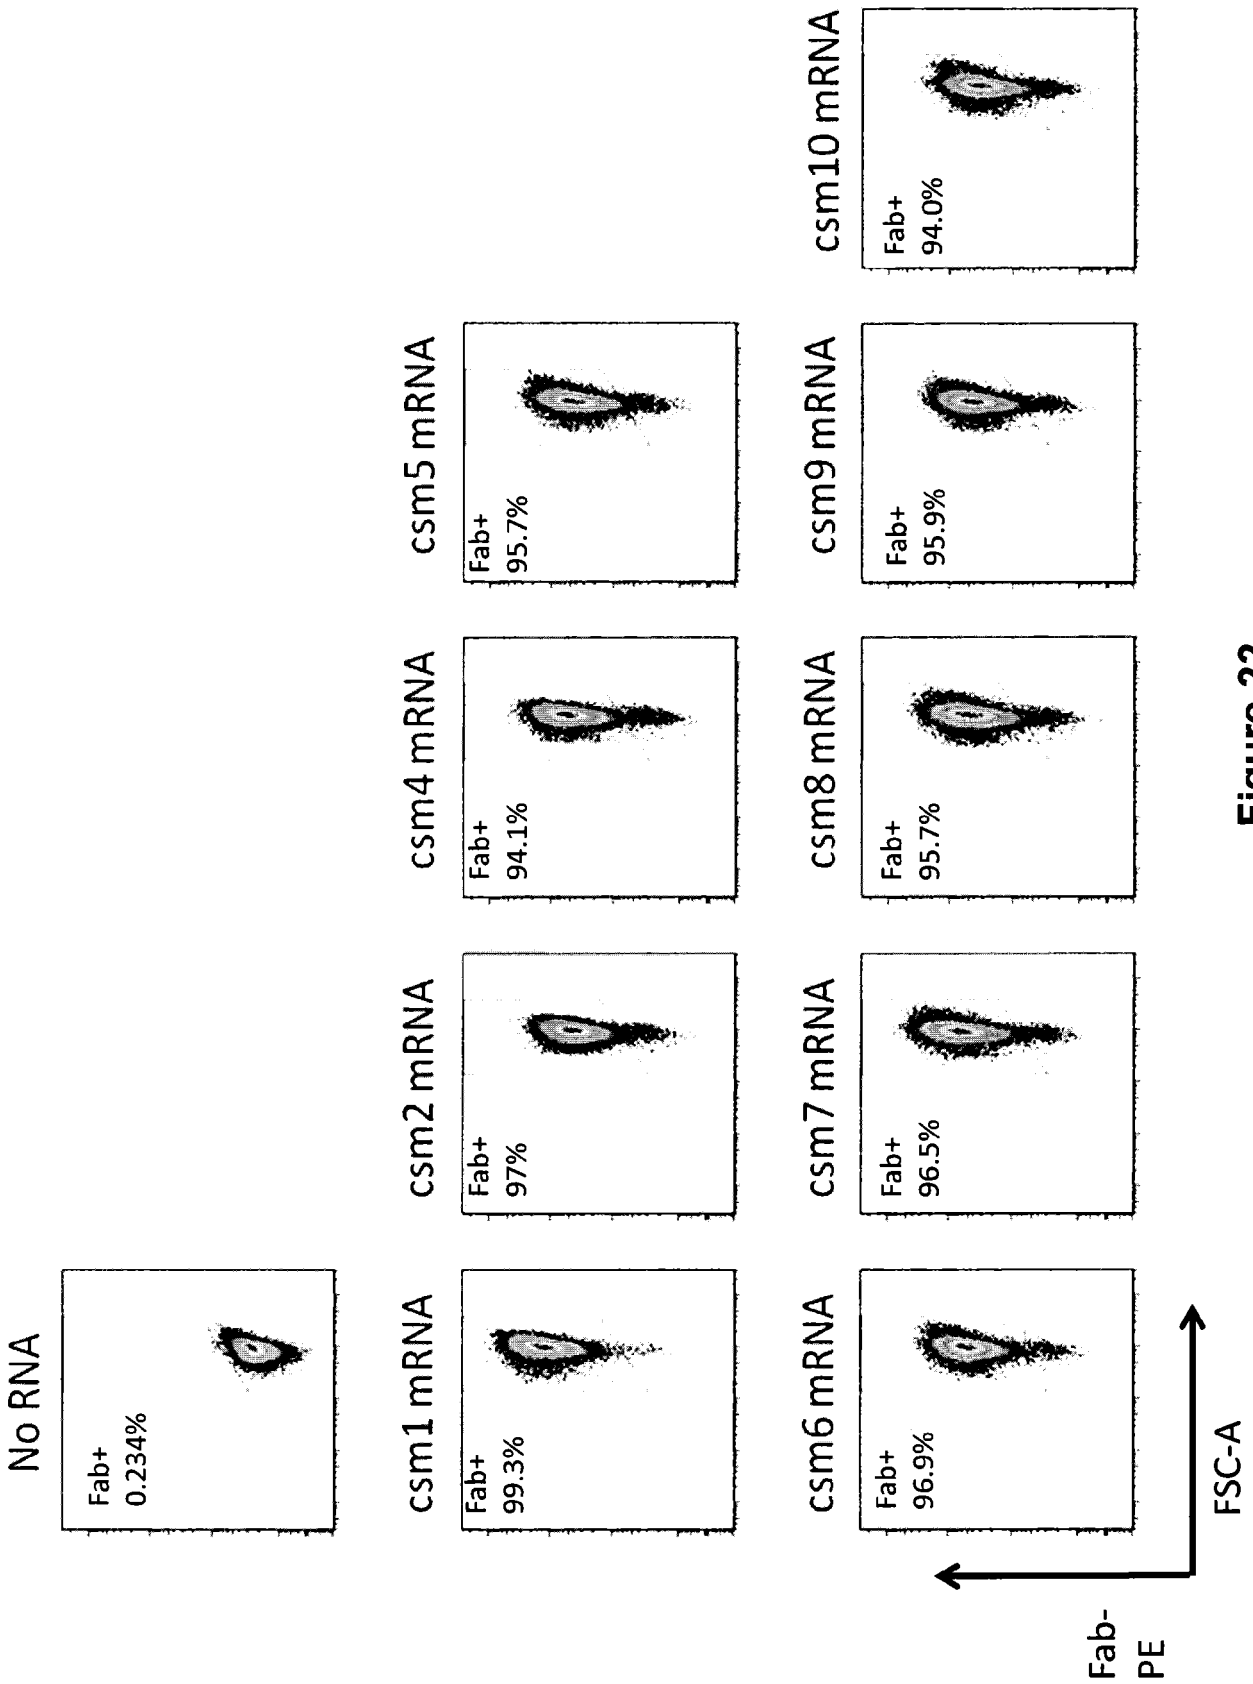 No RNA
Fab+
0.234%
csm1 mRNA
Fab+
99.3%
csm2 mRNA
Fab+
97%
csm4 mRNA
Fab+
94.1%
csm5 mRNA
Fab+
95.7%
csm6 mRNA
Fab+
96.9%
csm7 mRNA
Fab+
96.5%
csm8 mRNA
Fab+
95.7%
csm9 mRNA
Fab+
95.9%
csm10 mRNA
Fab+
94.0%
Fab-
PE
FSC-A
Figure 22